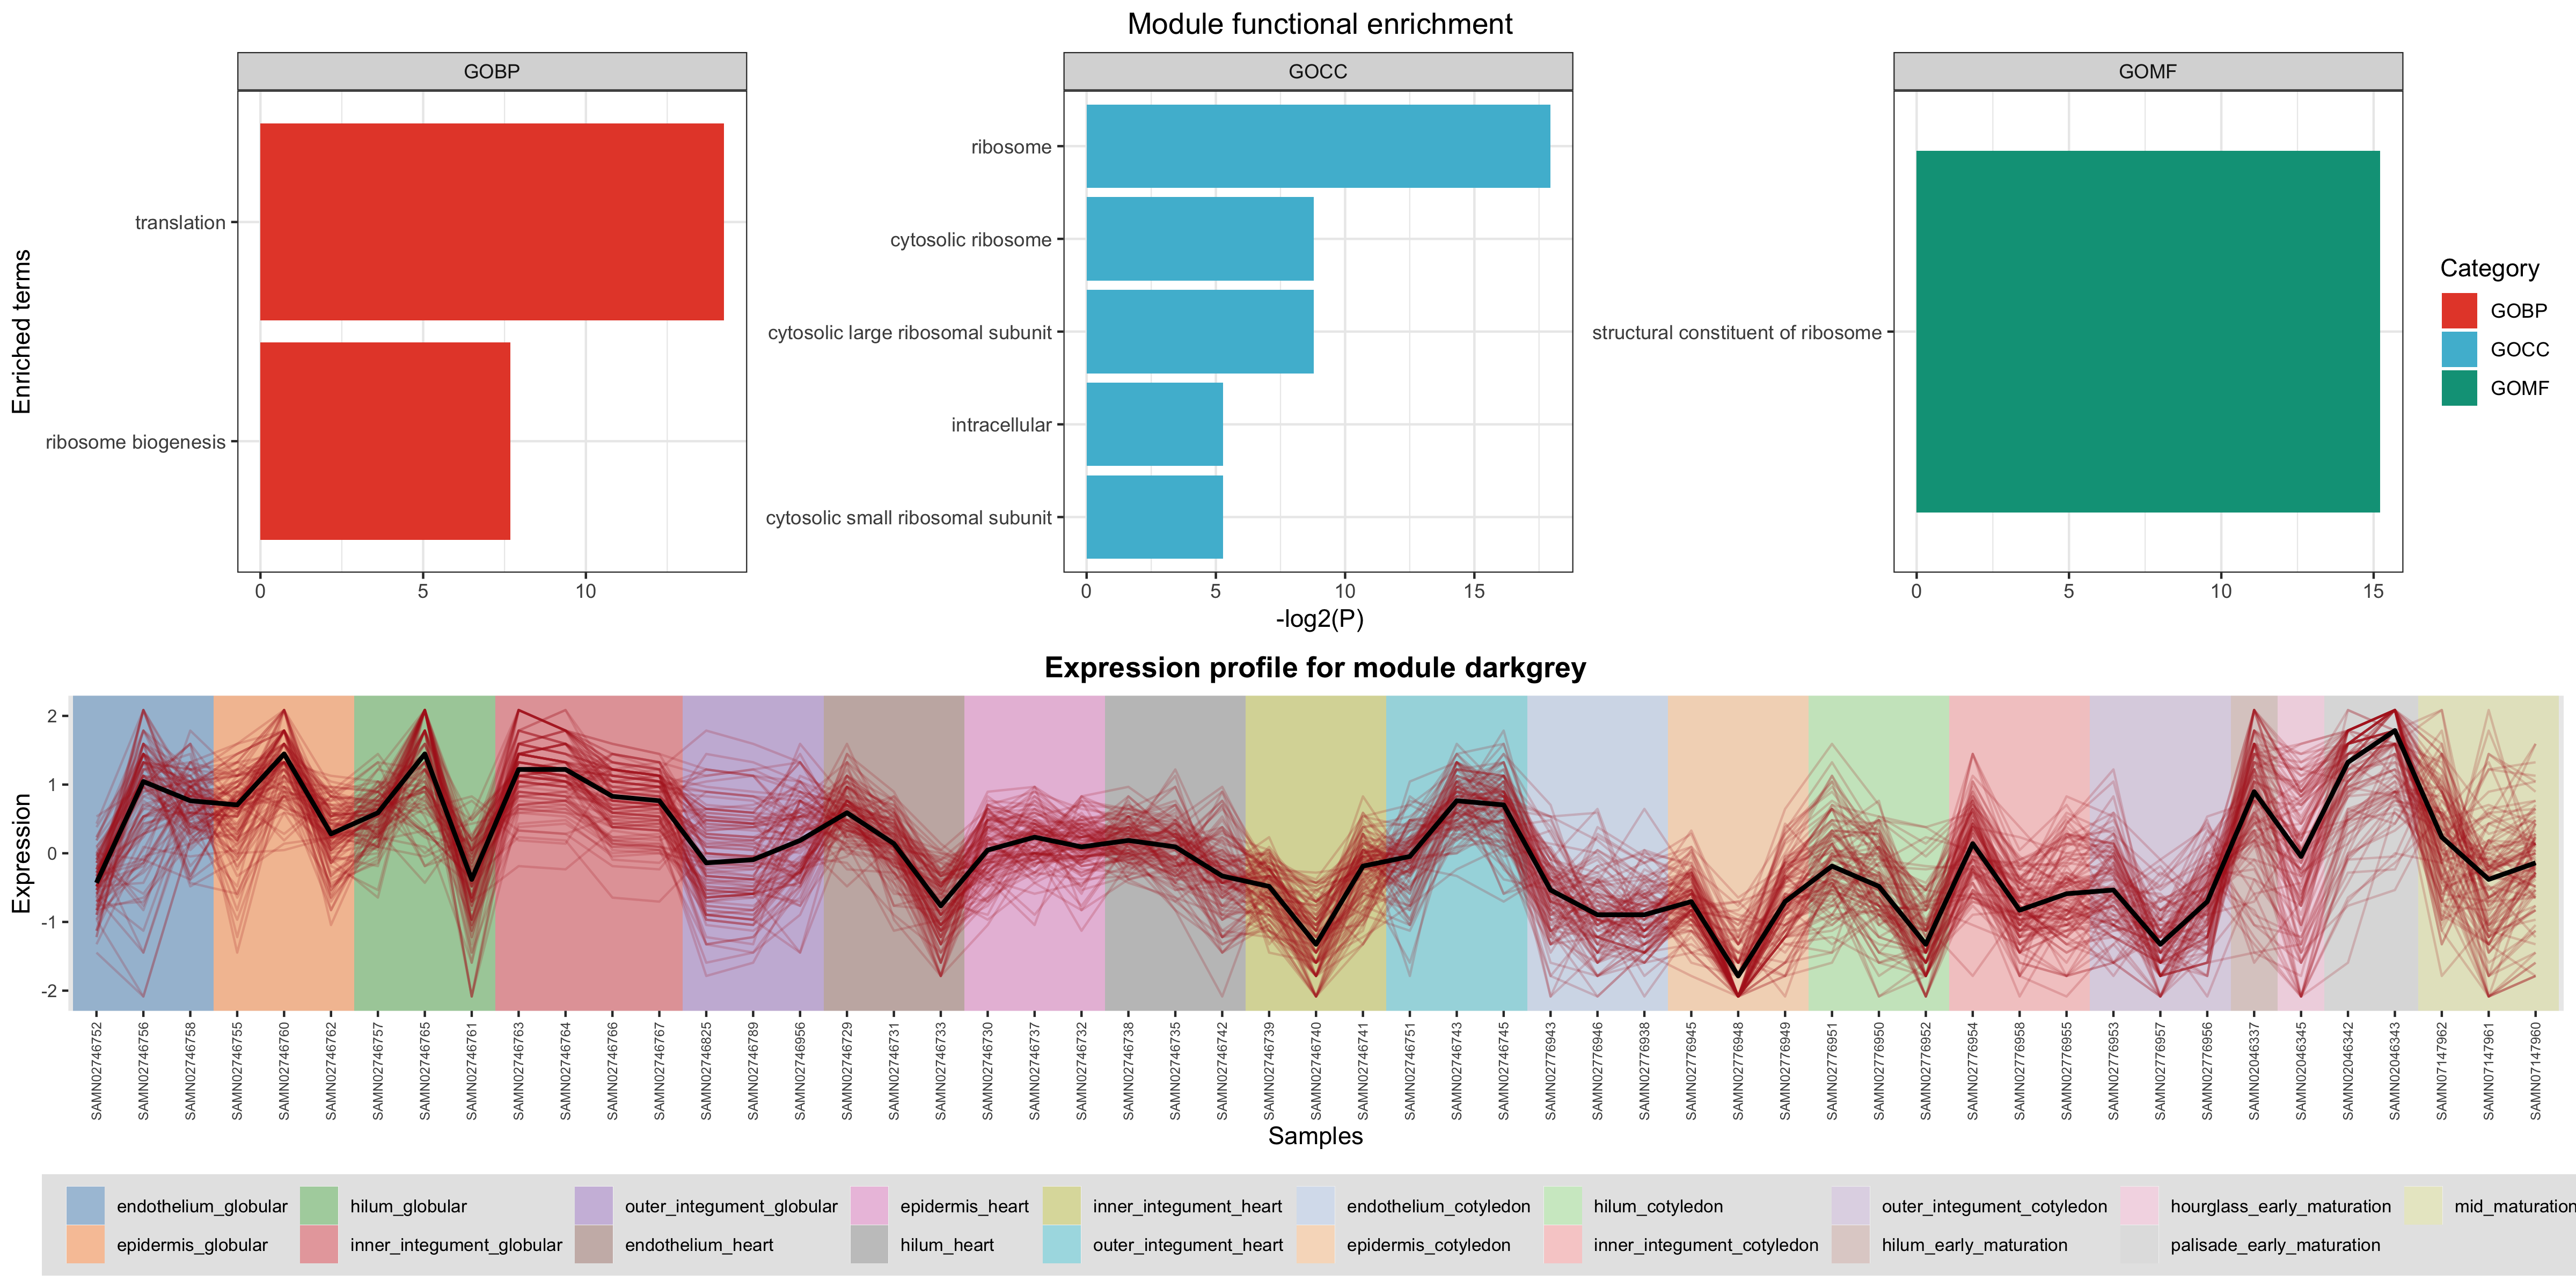 Module functional enrichment
GOBP
GOCC
GOMF
Enriched terms
translation
ribosome biogenesis
ribosome
cytosolic ribosome
cytosolic large ribosomal subunit
intracellular
cytosolic small ribosomal subunit
structural constituent of ribosome
0 5 10
0 5 10 15
0 5 10 15
-log2(P)
Category
GOBP
GOCC
GOMF
Expression profile for module darkgrey
Expression
2
1
0
-1
-2
SAMN02746752
SAMN02746756
SAMN02746758
SAMN02746755
SAMN02746760
SAMN02746762
SAMN02746757
SAMN02746765
SAMN02746761
SAMN02746763
SAMN02746764
SAMN02746766
SAMN02746767
SAMN02746825
SAMN02746789
SAMN02746956
SAMN02746729
SAMN02746731
SAMN02746733
SAMN02746730
SAMN02746737
SAMN02746732
SAMN02746738
SAMN02746735
SAMN02746742
SAMN02746739
SAMN02746740
SAMN02746741
SAMN02746751
SAMN02746743
SAMN02746745
SAMN02776943
SAMN02776946
SAMN02776938
SAMN02776945
SAMN02776948
SAMN02776949
SAMN02776951
SAMN02776950
SAMN02776952
SAMN02776954
SAMN02776958
SAMN02776955
SAMN02776953
SAMN02776957
SAMN02776956
SAMN02046337
SAMN02046345
SAMN02046342
SAMN02046343
SAMN07147962
SAMN07147961
SAMN07147960
Samples
endothelium_globular hilum_globular outer_integument_globular epidermis_heart inner_integument_heart endothelium_cotyledon hilum_cotyledon outer_integument_cotyledon hourglass_early_maturation mid_maturation
epidermis_globular inner_integument_globular endothelium_heart hilum_heart outer_integument_heart epidermis_cotyledon inner_integument_cotyledon hilum_early_maturation palisade_early_maturation